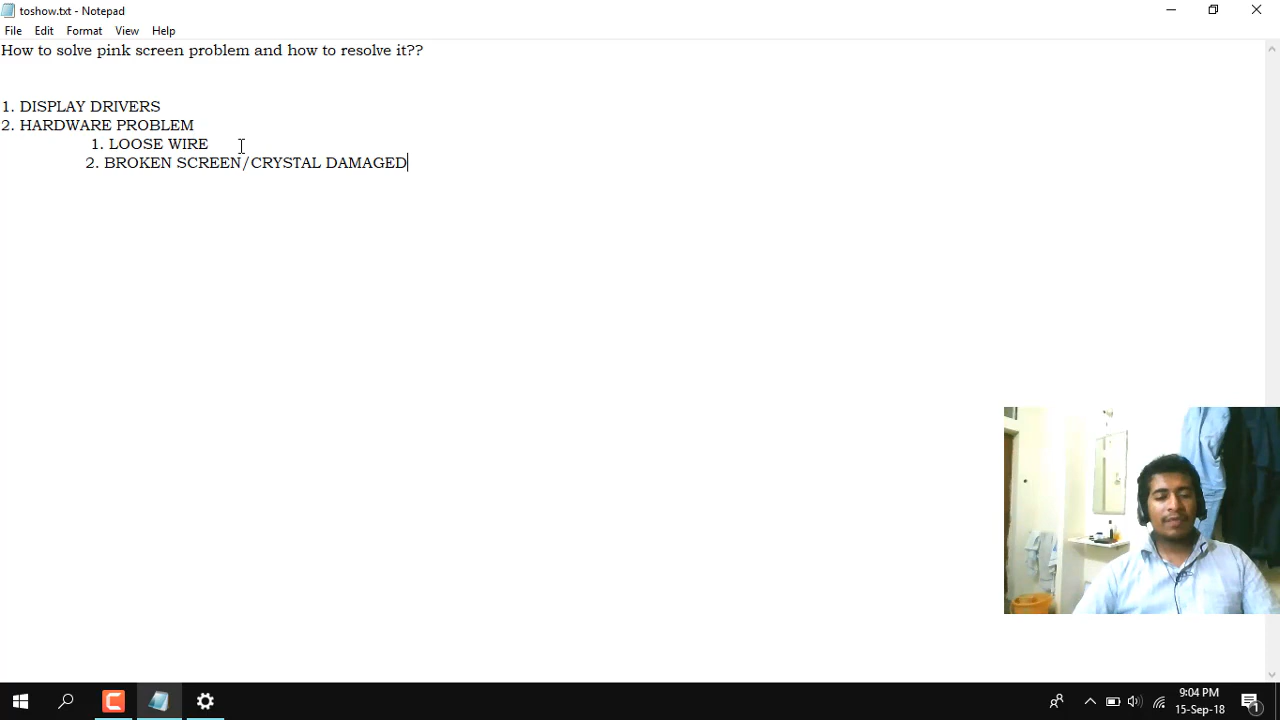 toshow.txt - Notepad
File Edit Format View Help
How to solve pink screen problem and how to resolve it??
1. DISPLAY DRIVERS
2. HARDWARE PROBLEM
1. LOOSE WIRE
2. BROKEN SCREEN/CRYSTAL DAMAGED
9:04 PM
15-Sep-18
1